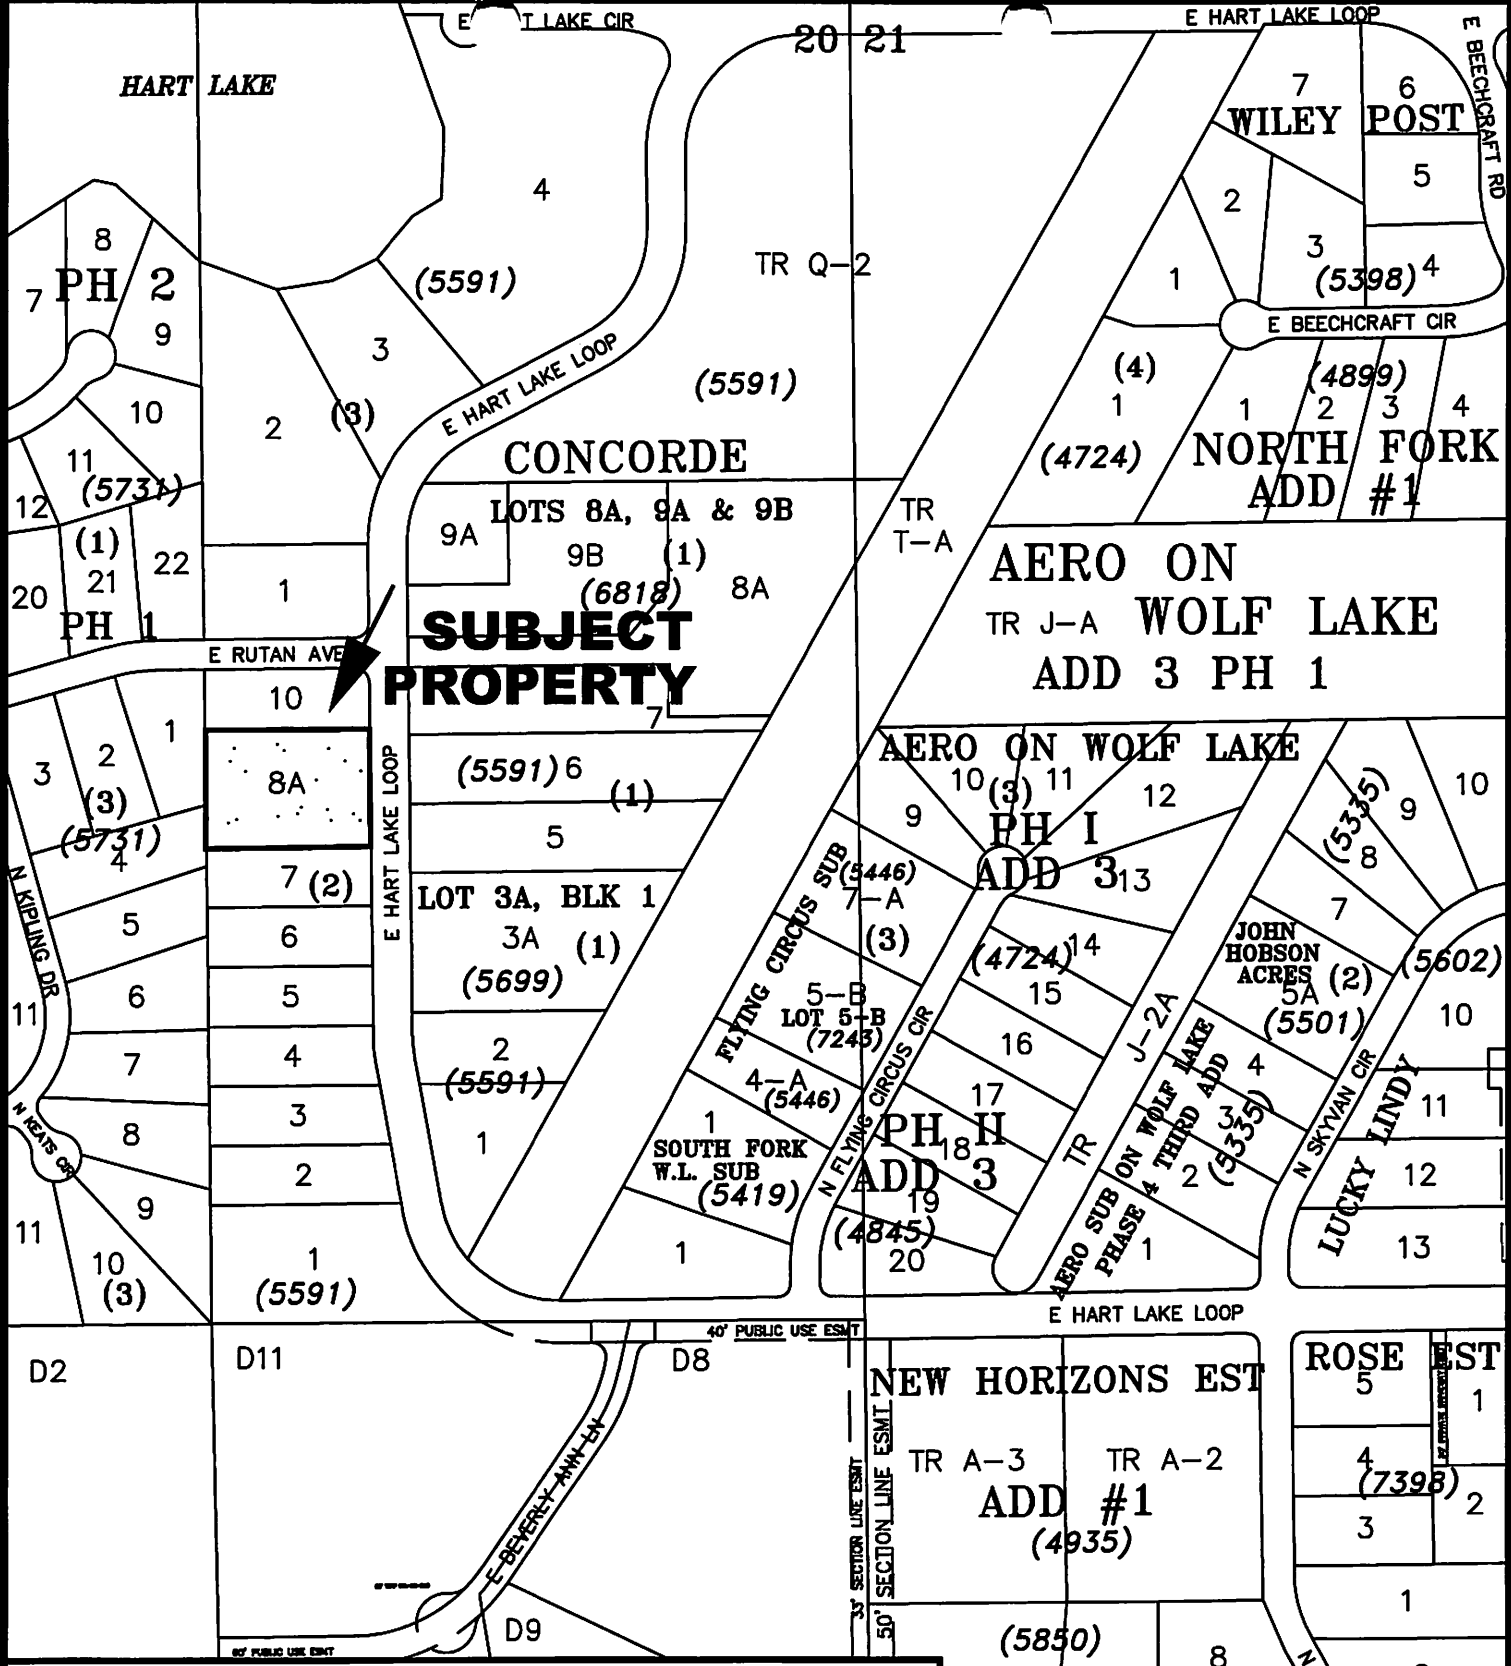 E T LAKE CIR
E HART LAKE LOOP
20 21
E BEECHCRAFT RD
HART LAKE
7
6
WILEY POST
5
4
2
3
(5398) 4
1
8
PH 2
7
9
(5591)
TR Q-2
E BEECHCRAFT CIR
3
E HART LAKE LOOP
(5591)
(4)
(4899)
10
2
(3)
1
1
2
3
4
CONCORDE
(4724)
NORTH FORK
ADD #1
11
(5731)
12
LOTS 8A, 9A & 9B
9A
9B
(1)
(6818)
8A
TR
T-A
(1)
21
22
20
PH 1
1
AERO ON
TR J-A WOLF LAKE
ADD 3 PH 1
SUBJECT
PROPERTY
E RUTAN AVE
10
7
1
2
3
(3)
(5731)
4
8A
E HART LAKE LOOP
(5591) 6
(1)
5
AERO ON WOLF LAKE
10
(3)
11
12
9
PH I
ADD 3
13
(5335)
10
9
8
7
N KIPLING DR
7 (2)
LOT 3A, BLK 1
3A
(1)
(5699)
FLYING CIRCUS SUB
(5446)
7-A
(3)
(4724)
14
15
JOHN
HOBSON
ACRES
5A
(2)
(5501)
(5602)
10
5
6
6
5
11
5-B
LOT 5-B
(7243)
16
J-2A
TR
7
4
2
(5591)
4-A
(5446)
N FLYING CIRCUS CIR
17
4
3
(5335)
2
1
AERO SUB ON WOLF LAKE
PHASE 4 THIRD ADD
N SKYVAN CIR
LUCKY LINDY
11
12
13
N KEATS CIR
8
3
1
1
SOUTH FORK
W.L. SUB
(5419)
PH II
18
ADD 3
19
(4845)
20
2
9
11
10
(3)
1
(5591)
1
E HART LAKE LOOP
40' PUBLIC USE ESMT
D2
D11
D8
NEW HORIZONS EST
ROSE EST
5
1
TR A-3
TR A-2
ADD #1
(4935)
4
(7398)
2
3
1
E BEVERLY ANN LN
33' SECTION LINE ESMT
50' SECTION LINE ESMT
D9
60' PUBLIC USE ESMT
(5850)
8
N